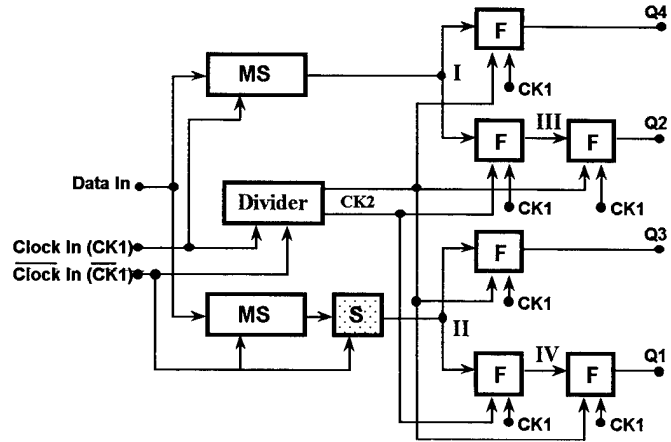 Q4
F
MS
I
CK1
III
Q2
F
F
Data In
Divider
CK2
CK1
CK1
Q3
Clock In (CK1)
F
Clock In (CK1)
MS
S
II
CK1
IV
Q1
F
F
CK1
CK1